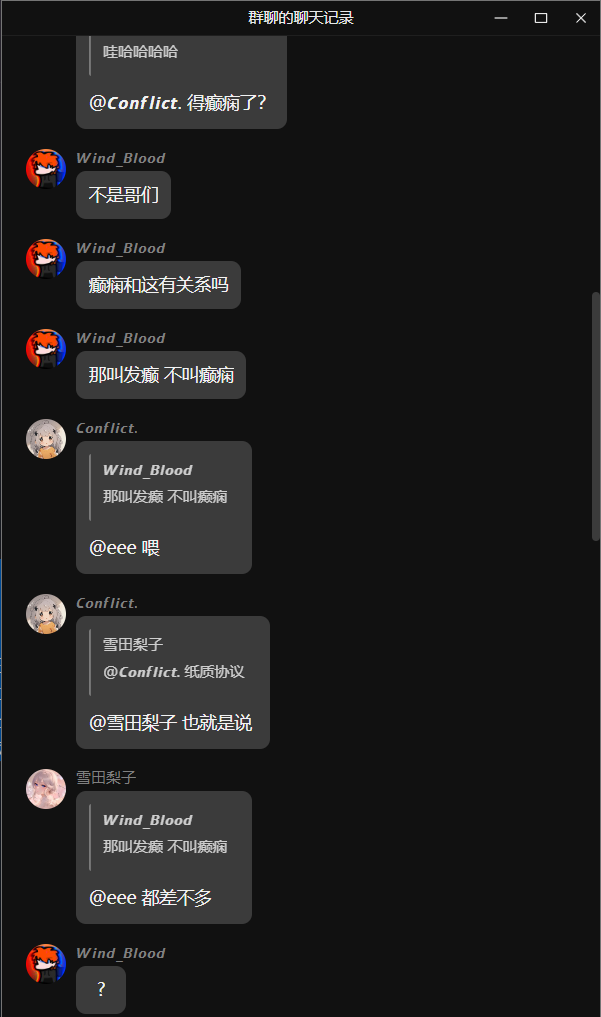 群聊的聊天记录
哇哈哈哈哈
@Conflict. 得癫痫了?
Wind_Blood
不是哥们
Wind_Blood
癫痫和这有关系吗
Wind_Blood
那叫发癫 不叫癫痫
Conflict.
Wind_Blood
那叫发癫 不叫癫痫
@eee 喂
Conflict.
雪田梨子
@Conflict. 纸质协议
@雪田梨子 也就是说
雪田梨子
Wind_Blood
那叫发癫 不叫癫痫
@eee 都差不多
Wind_Blood
?